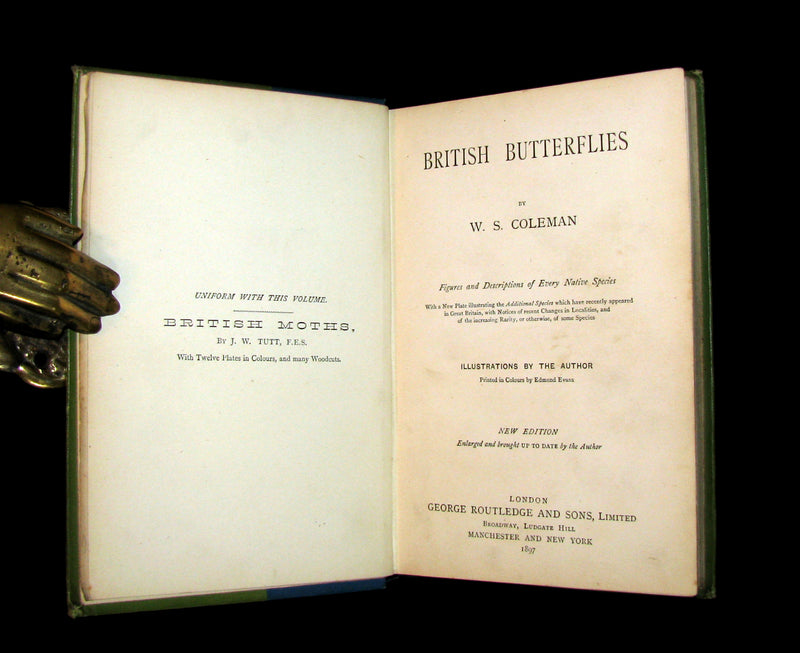 UNIFORM WITH THIS VOLUME.
BRITISH MOTHS,
By J. W. TUTT, F.E.S.
With Twelve Plates in Colours, and many Woodcuts.
BRITISH BUTTERFLIES
BY
W. S. COLEMAN
Figures and Descriptions of Every Native Species
With a New Plate illustrating the Additional Species which have recently appeared
in Great Britain, with Notices of recent Changes in Localities, and
of the increasing Rarity, or otherwise, of some Species
ILLUSTRATIONS BY THE AUTHOR
Printed in Colours by Edmund Evans
NEW EDITION
Enlarged and brought UP TO DATE by the Author
LONDON
GEORGE ROUTLEDGE AND SONS, LIMITED
BROADWAY, LUDGATE HILL
MANCHESTER AND NEW YORK
1897